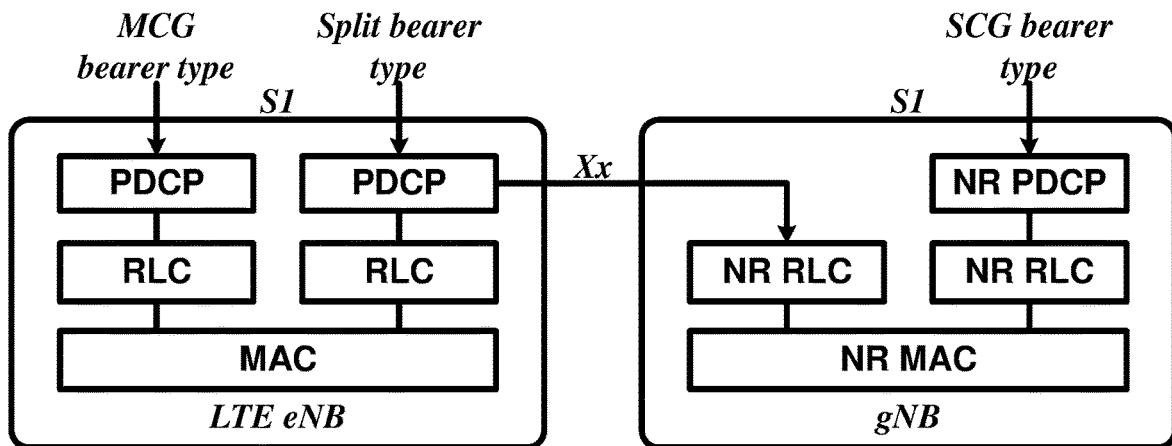 MCG bearer type
Split bearer type
SCG bearer type
S1
S1
PDCP
PDCP
Xx
NR PDCP
RLC
RLC
NR RLC
NR RLC
MAC
NR MAC
LTE eNB
gNB